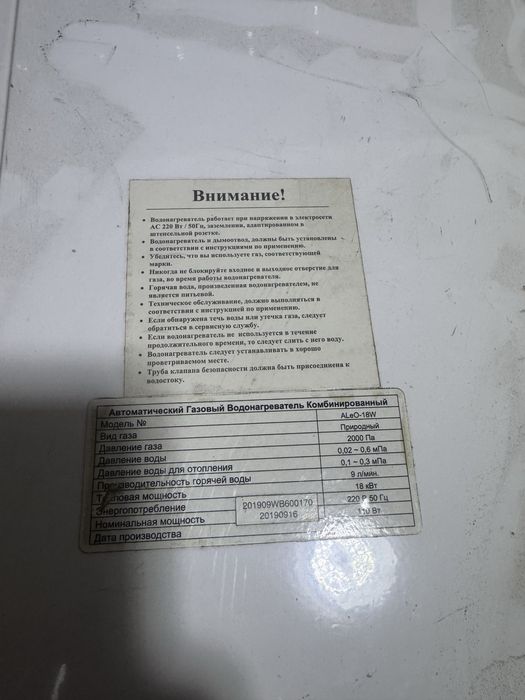 Внимание!
• Водонагреватель работает при напряжении в электросети
АС 220 Вт / 50Гц, заземлении, адаптированном в
штепсельной розетке.
• Водонагреватель и дымоотвод, должны быть установлены
в соответствии с инструкциями по применению.
• Убедитесь, что вы используете газ, соответствующей
марки.
• Никогда не блокируйте входное и выходное отверстие для
газа, во время работы водонагревателя.
• Горячая вода, произведенная водонагревателем, не
является питьевой.
• Техническое обслуживание, должно выполняться в
соответствии с инструкцией по применению.
• Если обнаружена течь воды или утечка газа, следует
обратиться в сервисную службу.
• Если водонагреватель не используется в течение
продолжительного времени, то следует слить с него воду.
• Водонагреватель следует устанавливать в хорошо
проветриваемом месте.
• Труба клапана безопасности должна быть присоединена к
водостоку.
Автоматический Газовый Водонагреватель Комбинированный
Модель № ALeO-18W
Вид газа Природный
Давление газа 2000 Па
Давление воды 0,02 ~ 0,6 мПа
Давление воды для отопления 0,1 ~ 0,3 мПа
Производительность горячей воды 9 л/мин.
Тепловая мощность 18 кВт
Энергопотребление 220 В 50 Гц
Номинальная мощность 110 Вт
Дата производства
201909WB600170
20190916